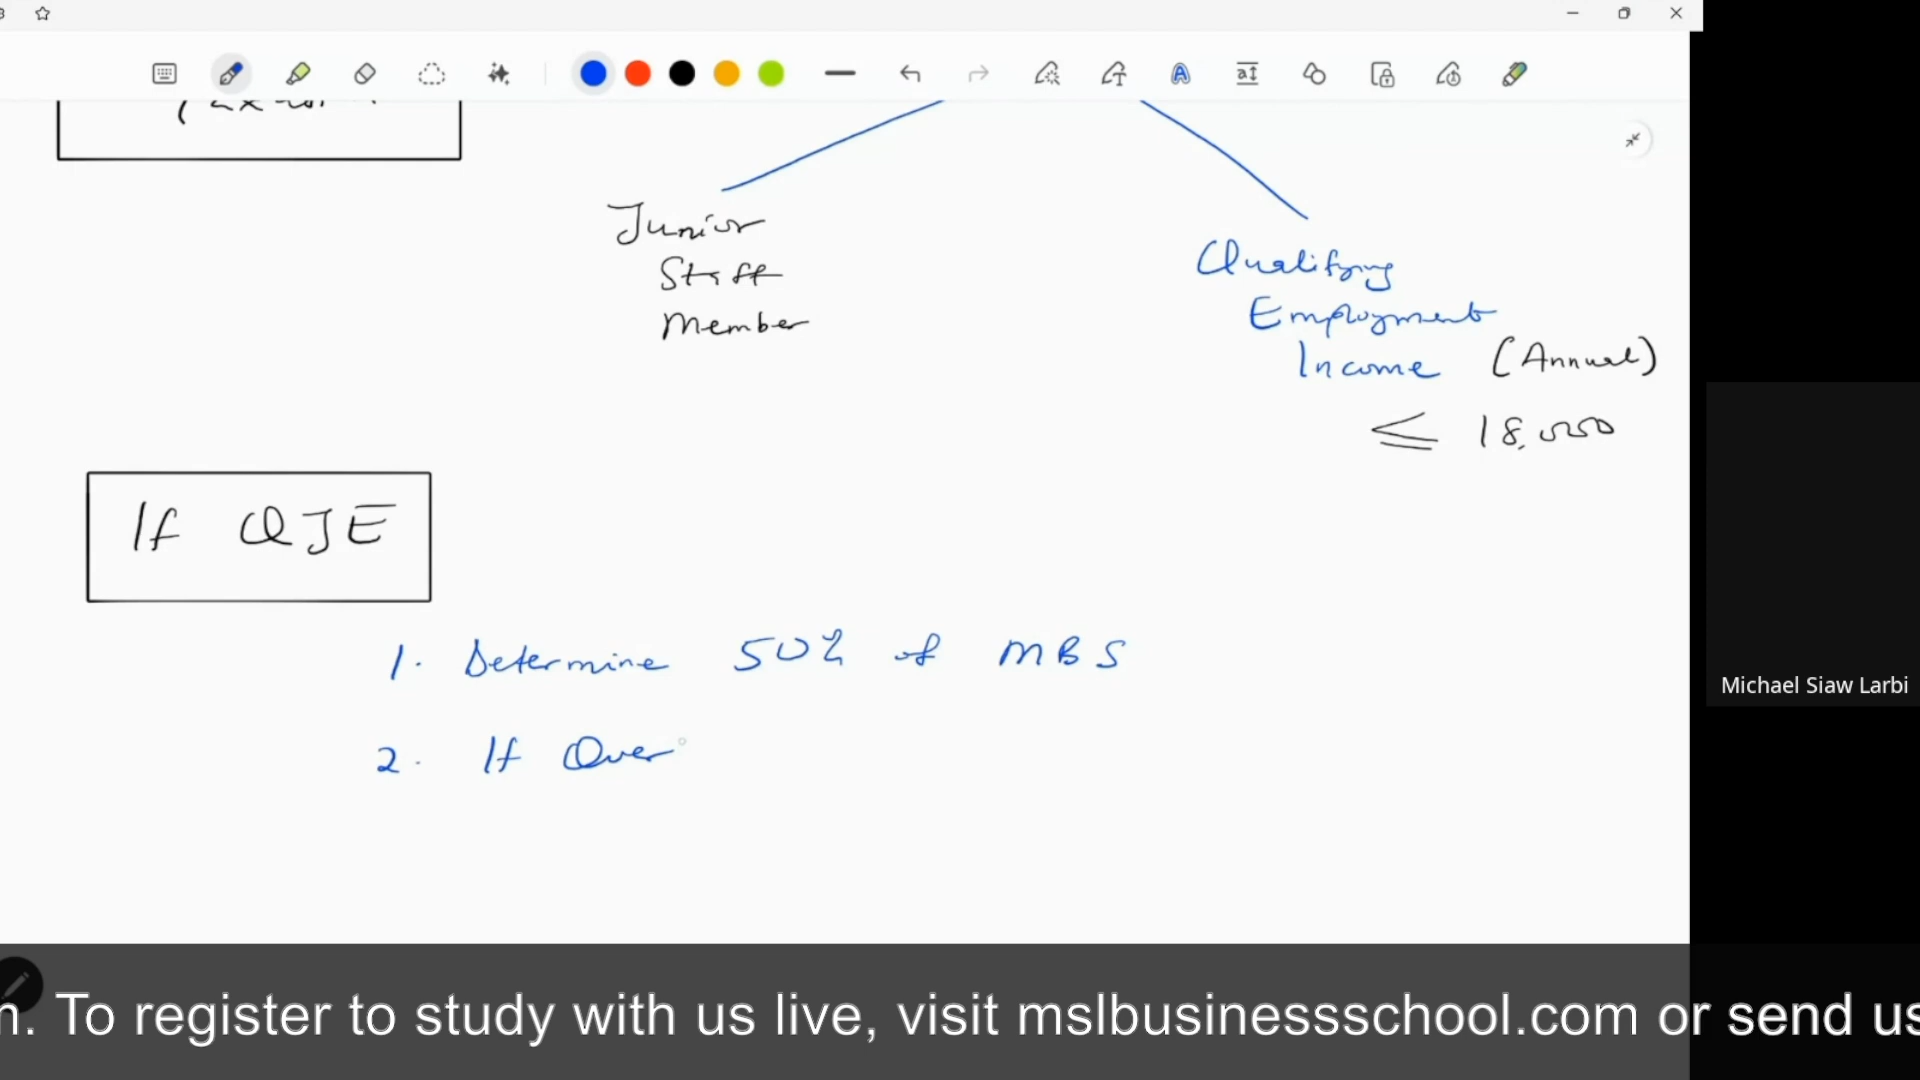 Junior
Staff
Member
Qualifying
Employment
Income (Annual)
≤ 18,000
If QJE
1. Determine 50% of MBS
2. If Over
Michael Siaw Larbi
. To register to study with us live, visit mslbusinessschool.com or send us